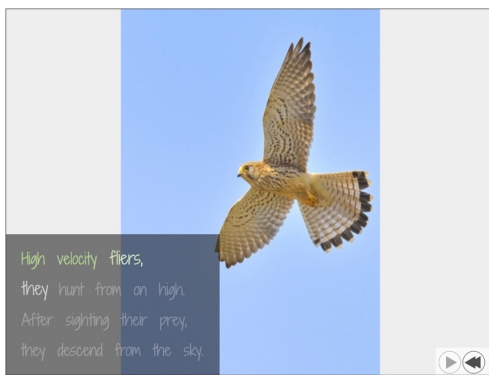 High velocity fliers,
they hunt from on high.
After sighting their prey,
they descend from the sky.